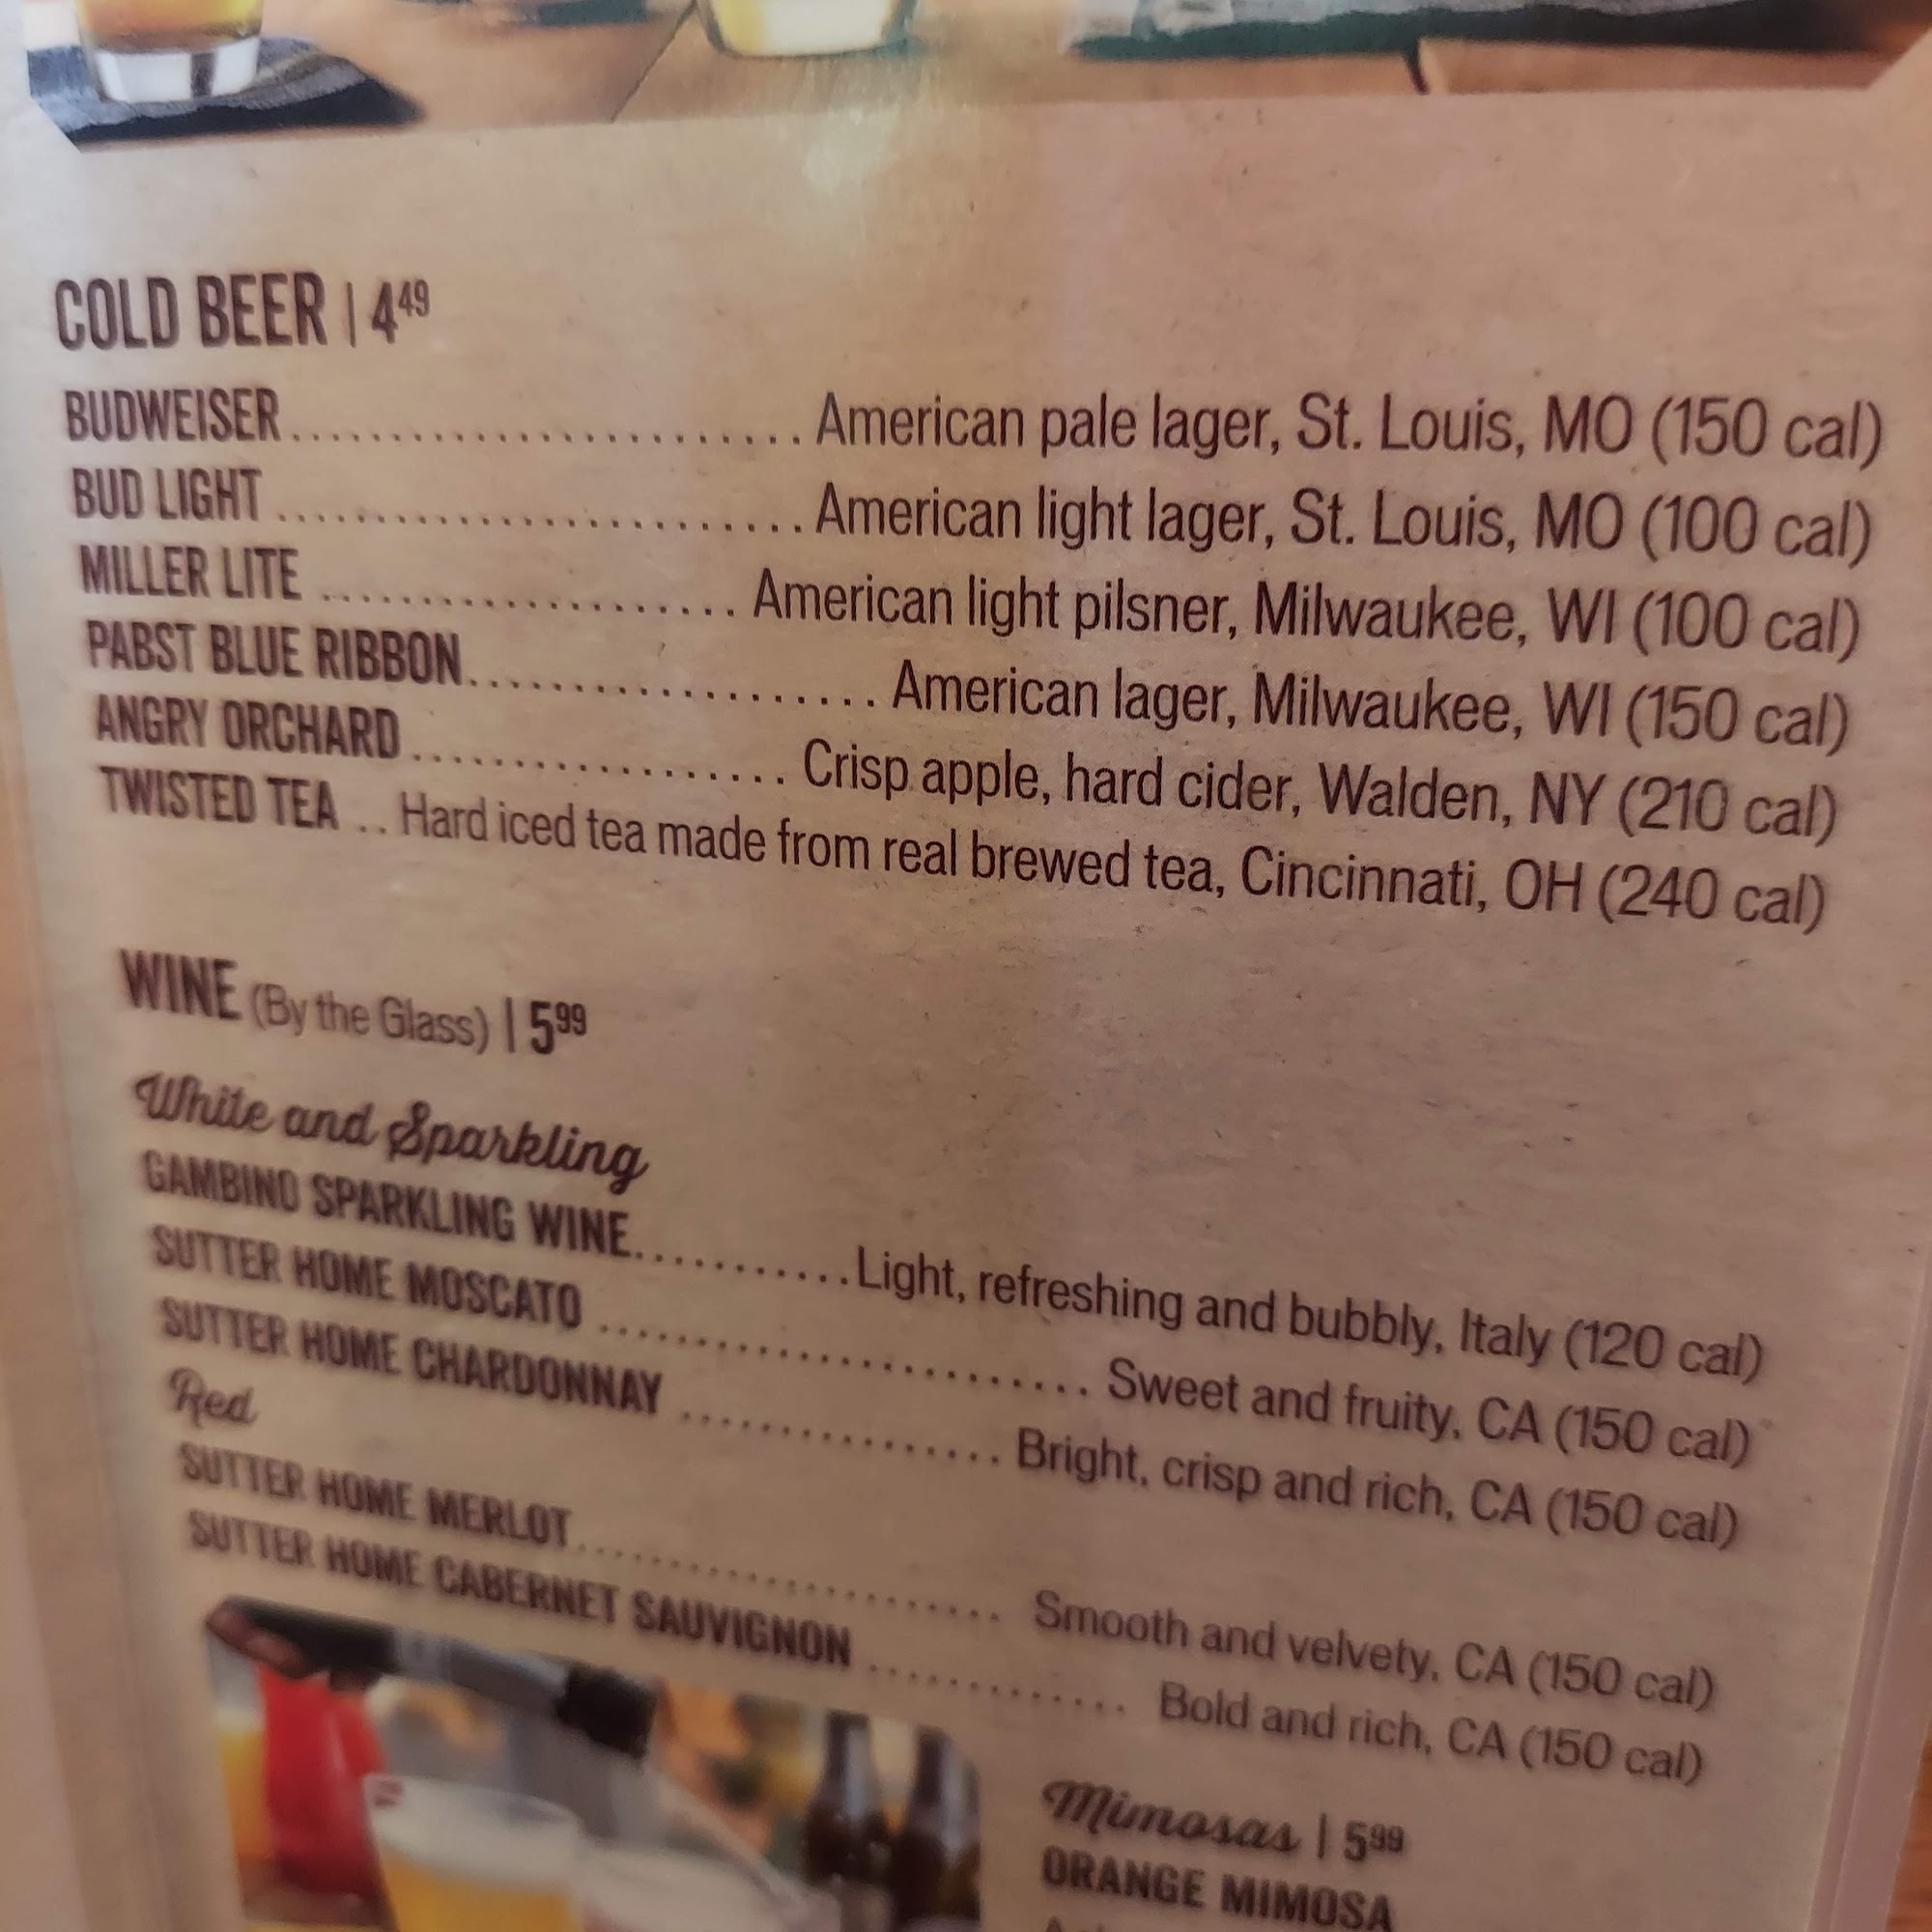 COLD BEER | 4⁴⁹
BUDWEISER........................American pale lager, St. Louis, MO (150 cal)
BUD LIGHT.........................American light lager, St. Louis, MO (100 cal)
MILLER LITE ....................American light pilsner, Milwaukee, WI (100 cal)
PABST BLUE RIBBON...................American lager, Milwaukee, WI (150 cal)
ANGRY ORCHARD..................Crisp apple, hard cider, Walden, NY (210 cal)
TWISTED TEA ..Hard iced tea made from real brewed tea, Cincinnati, OH (240 cal)
WINE (By the Glass) | 5⁹⁹
White and Sparkling
GAMBINO SPARKLING WINE...........Light, refreshing and bubbly, Italy (120 cal)
SUTTER HOME MOSCATO ........................Sweet and fruity, CA (150 cal)
SUTTER HOME CHARDONNAY ................Bright, crisp and rich, CA (150 cal)
Red
SUTTER HOME MERLOT......................Smooth and velvety, CA (150 cal)
SUTTER HOME CABERNET SAUVIGNON .............Bold and rich, CA (150 cal)
Mimosas | 5⁹⁹
ORANGE MIMOSA